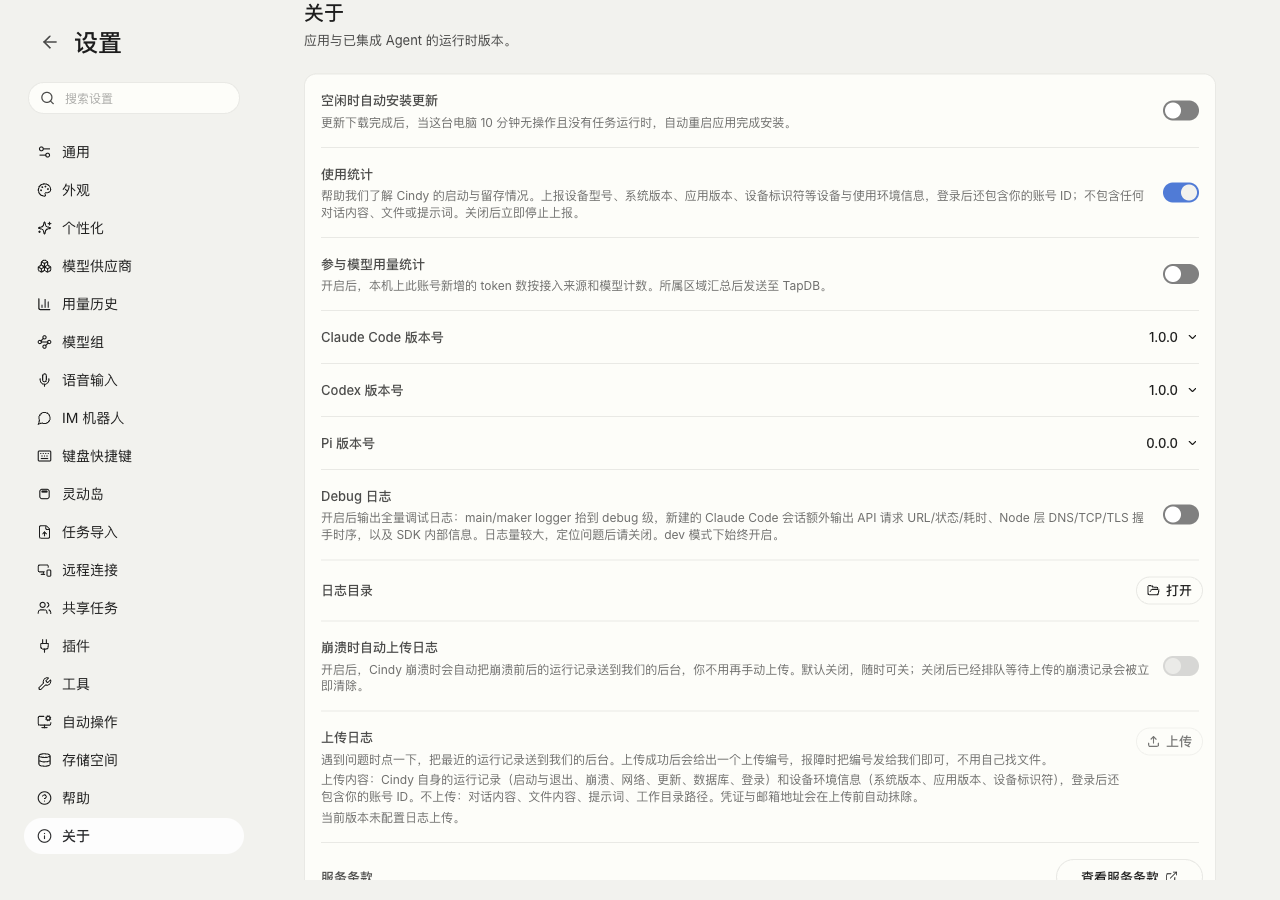 设置
搜索设置
通用
外观
个性化
模型供应商
用量历史
模型组
语音输入
IM 机器人
键盘快捷键
灵动岛
任务导入
远程连接
共享任务
插件
工具
自动操作
存储空间
帮助
关于
关于
应用与已集成 Agent 的运行时版本。
空闲时自动安装更新
更新下载完成后，当这台电脑 10 分钟无操作且没有任务运行时，自动重启应用完成安装。
使用统计
帮助我们了解 Cindy 的启动与留存情况。上报设备型号、系统版本、应用版本、设备标识符等设备与使用环境信息，登录后还包含你的账号 ID；不包含任何
对话内容、文件或提示词。关闭后立即停止上报。
参与模型用量统计
开启后，本机上此账号新增的 token 数按接入来源和模型计数。所属区域汇总后发送至 TapDB。
Claude Code 版本号
1.0.0
Codex 版本号
1.0.0
Pi 版本号
0.0.0
Debug 日志
开启后输出全量调试日志：main/maker logger 抬到 debug 级，新建的 Claude Code 会话额外输出 API 请求 URL/状态/耗时、Node 层 DNS/TCP/TLS 握
手时序，以及 SDK 内部信息。日志量较大，定位问题后请关闭。dev 模式下始终开启。
日志目录
打开
崩溃时自动上传日志
开启后，Cindy 崩溃时会自动把崩溃前后的运行记录送到我们的后台，你不用再手动上传。默认关闭，随时可关；关闭后已经排队等待上传的崩溃记录会被立
即清除。
上传日志
上传
遇到问题时点一下，把最近的运行记录送到我们的后台。上传成功后会给出一个上传编号，报障时把编号发给我们即可，不用自己找文件。
上传内容：Cindy 自身的运行记录（启动与退出、崩溃、网络、更新、数据库、登录）和设备环境信息（系统版本、应用版本、设备标识符），登录后还
包含你的账号 ID。不上传：对话内容、文件内容、提示词、工作目录路径。凭证与邮箱地址会在上传前自动抹除。
当前版本未配置日志上传。
服务条款
查看服务条款